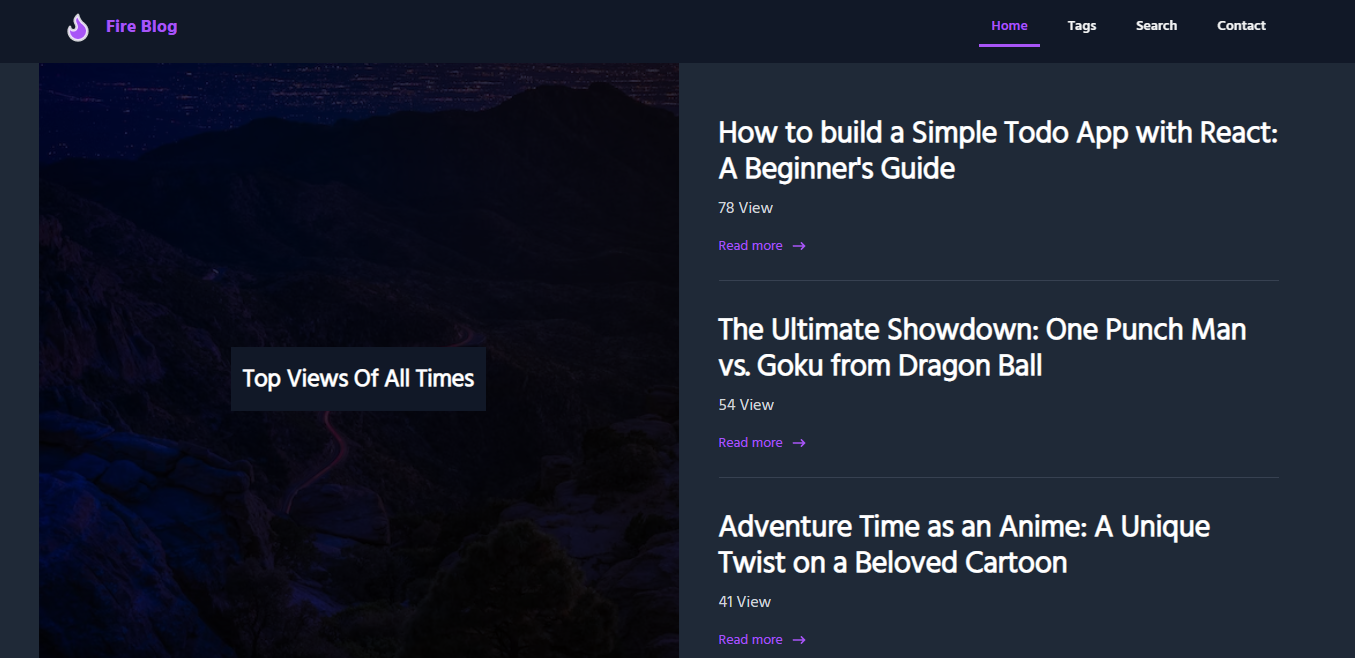 Fire Blog
Home
Tags
Search
Contact
Top Views Of All Times
How to build a Simple Todo App with React:
A Beginner's Guide
78 View
Read more
The Ultimate Showdown: One Punch Man
vs. Goku from Dragon Ball
54 View
Read more
Adventure Time as an Anime: A Unique
Twist on a Beloved Cartoon
41 View
Read more